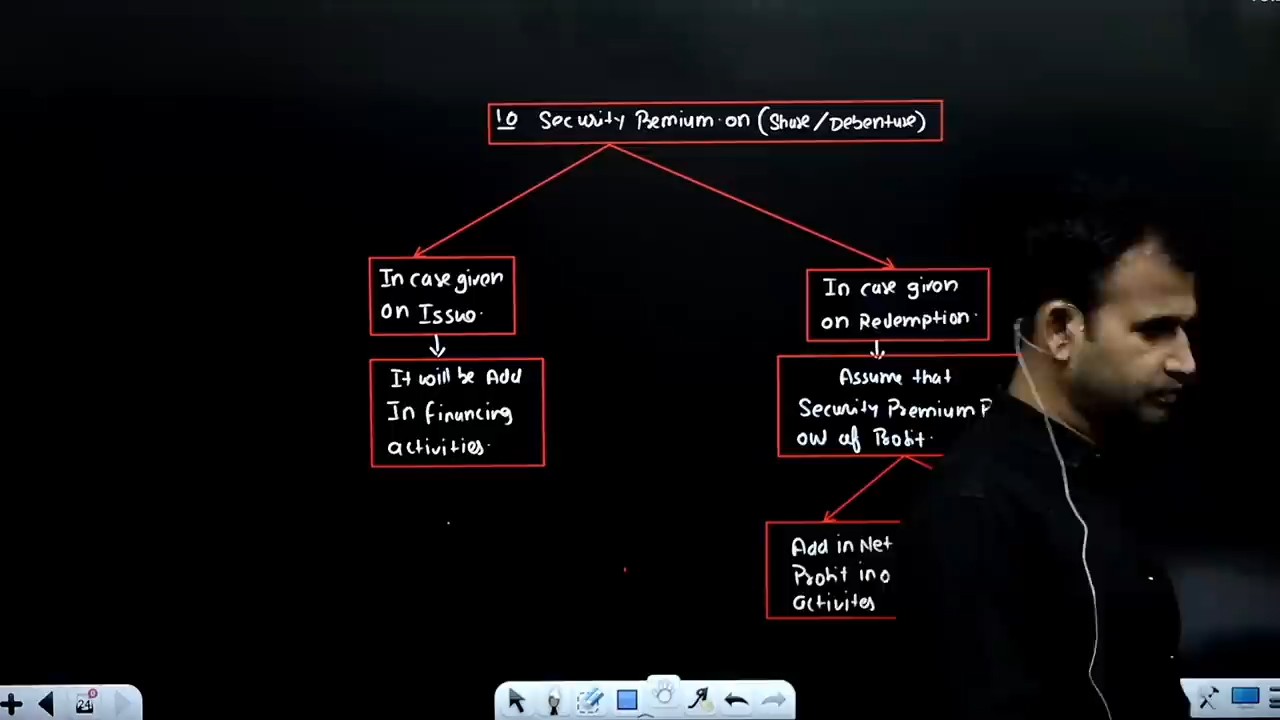 10 Security Premium on (Share/Debenture)
In case given
on Issue.
It will be Add
In financing
activities.
In case given
on Redemption.
Assume that
Security Premium P
out of Profit.
Add in Net
Profit in o
activites
24